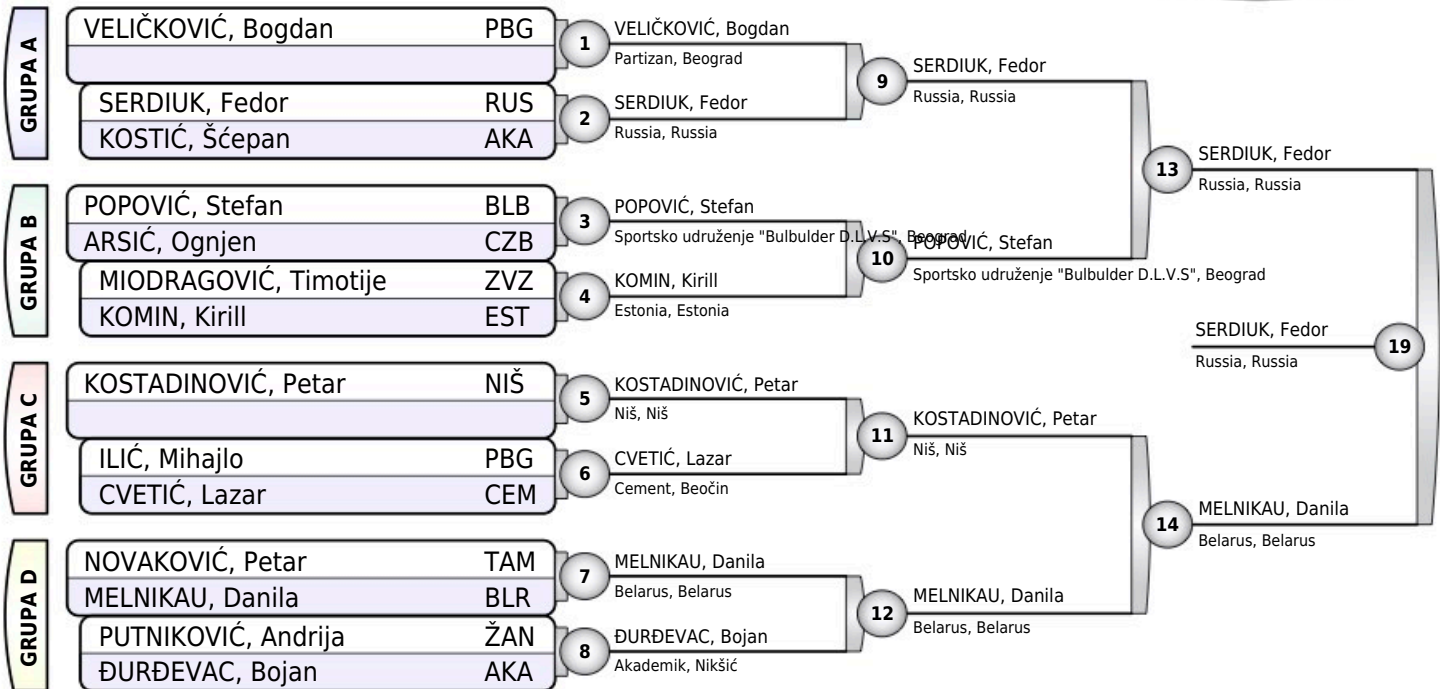 GRUPA A
VELIČKOVIĆ, Bogdan PBG
SERDIUK, Fedor RUS
KOSTIĆ, Šćepan AKA
GRUPA B
POPOVIĆ, Stefan BLB
ARSIĆ, Ognjen CZB
MIODRAGOVIĆ, Timotije ZVZ
KOMIN, Kirill EST
GRUPA C
KOSTADINOVIĆ, Petar NIŠ
ILIĆ, Mihajlo PBG
CVETIĆ, Lazar CEM
GRUPA D
NOVAKOVIĆ, Petar TAM
MELNIKAU, Danila BLR
PUTNIKOVIĆ, Andrija ŽAN
ĐURĐEVAC, Bojan AKA
1
VELIČKOVIĆ, Bogdan
Partizan, Beograd
2
SERDIUK, Fedor
Russia, Russia
3
POPOVIĆ, Stefan
Sportsko udruženje "Bulbulder D.L.V.S", Beograd
4
KOMIN, Kirill
Estonia, Estonia
5
KOSTADINOVIĆ, Petar
Niš, Niš
6
CVETIĆ, Lazar
Cement, Beočin
7
MELNIKAU, Danila
Belarus, Belarus
8
ĐURĐEVAC, Bojan
Akademik, Nikšić
9
SERDIUK, Fedor
Russia, Russia
10
POPOVIĆ, Stefan
Sportsko udruženje "Bulbulder D.L.V.S", Beograd
11
KOSTADINOVIĆ, Petar
Niš, Niš
12
MELNIKAU, Danila
Belarus, Belarus
13
SERDIUK, Fedor
Russia, Russia
14
MELNIKAU, Danila
Belarus, Belarus
SERDIUK, Fedor
Russia, Russia
19